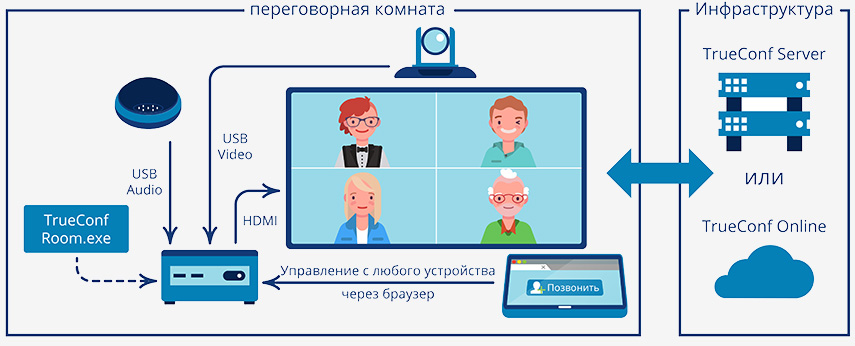 переговорная комната
Инфраструктура
TrueConf Server
USB
Video
USB
Audio
HDMI
TrueConf
Room.exe
или
TrueConf Online
Управление с любого устройства
через браузер
Позвонить